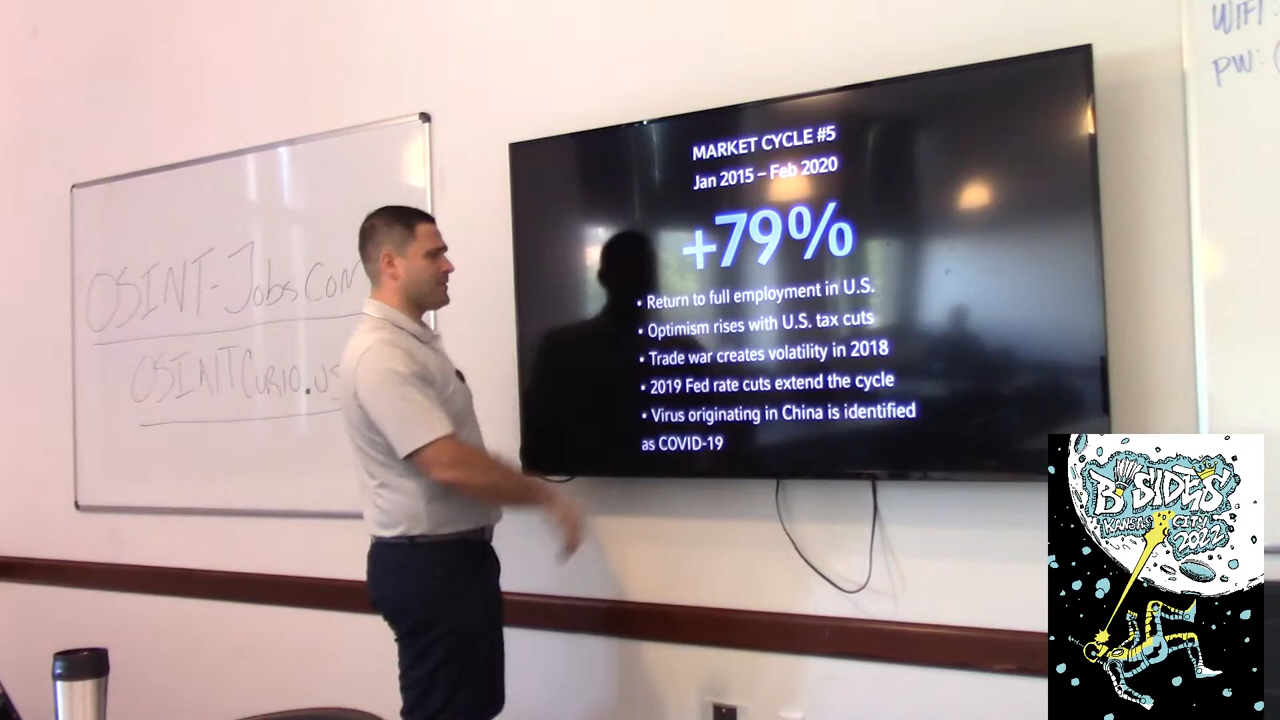 OSINT-Jobs.Com
OSINTCurio.us
MARKET CYCLE #5
Jan 2015 – Feb 2020
+79%
• Return to full employment in U.S.
• Optimism rises with U.S. tax cuts
• Trade war creates volatility in 2018
• 2019 Fed rate cuts extend the cycle
• Virus originating in China is identified
as COVID-19
WIFI:
PW:
B SIDES
KANSAS CITY
2022